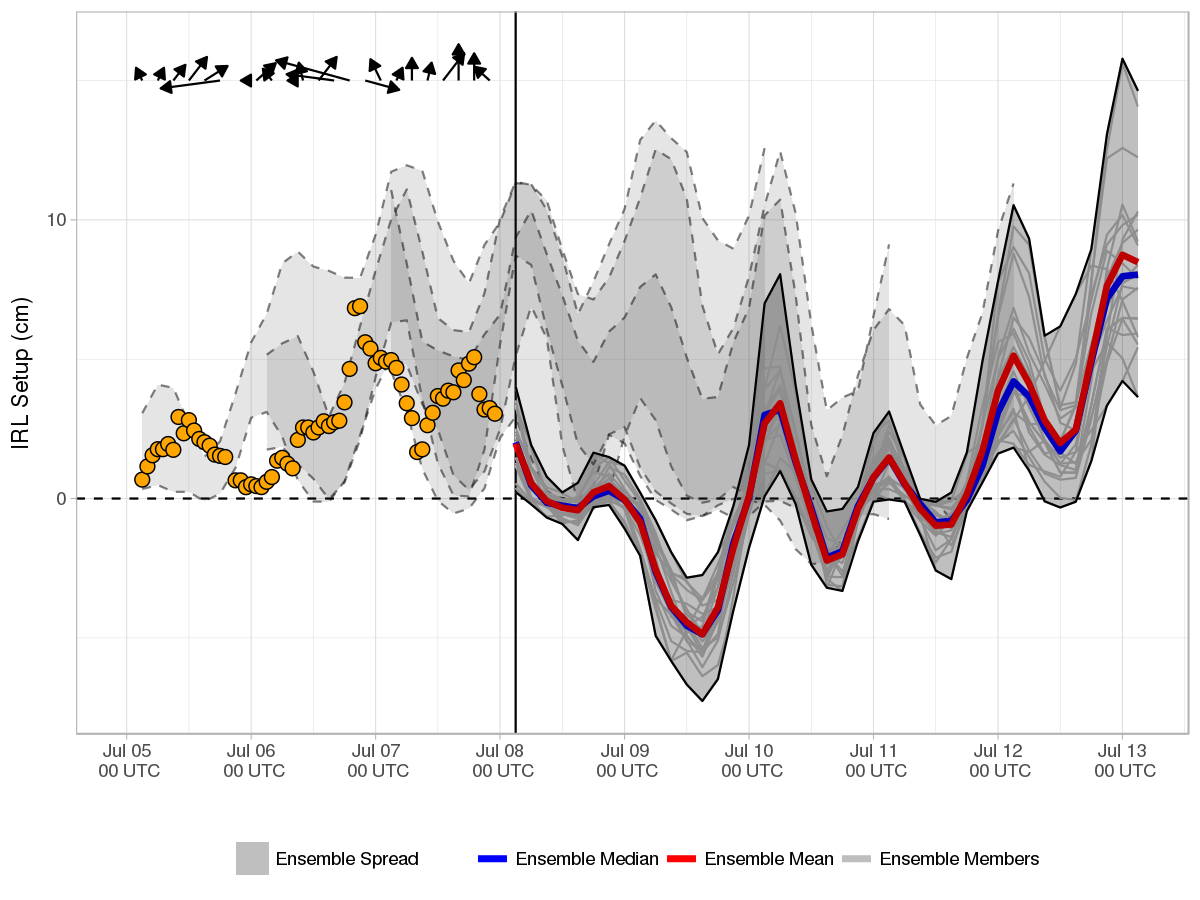 IRL Setup (cm)
10
0
Jul 05 Jul 06 Jul 07 Jul 08 Jul 09 Jul 10 Jul 11 Jul 12 Jul 13
00 UTC 00 UTC 00 UTC 00 UTC 00 UTC 00 UTC 00 UTC 00 UTC 00 UTC
Ensemble Spread Ensemble Median Ensemble Mean Ensemble Members